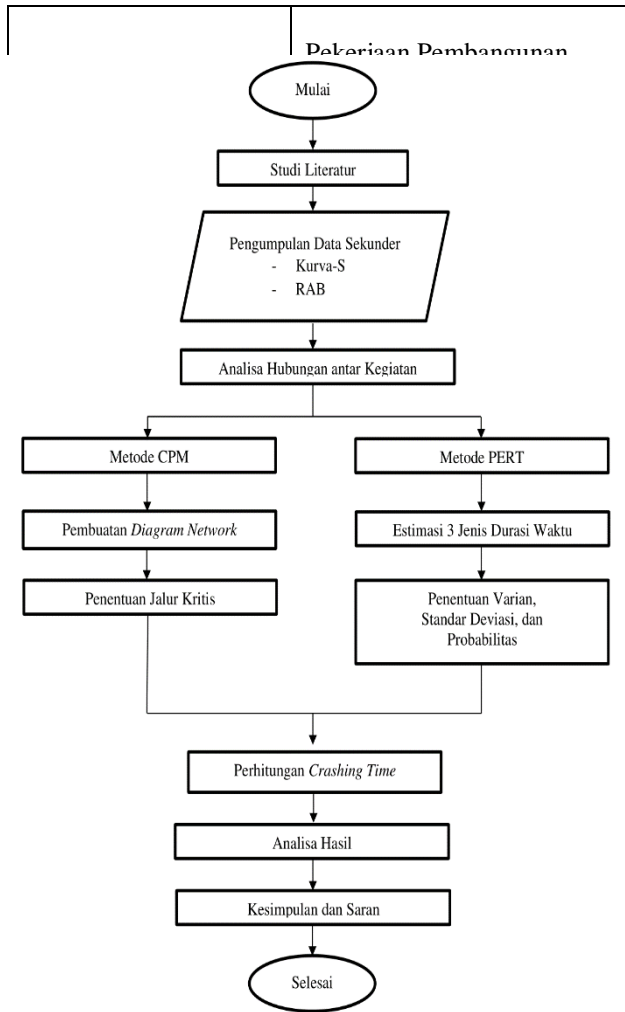 Pekerjaan Pembangunan
Mulai
Studi Literatur
Pengumpulan Data Sekunder
- Kurva-S
- RAB
Analisa Hubungan antar Kegiatan
Metode CPM
Metode PERT
Pembuatan Diagram Network
Estimasi 3 Jenis Durasi Waktu
Penentuan Jalur Kritis
Penentuan Varian,
Standar Deviasi, dan
Probabilitas
Perhitungan Crashing Time
Analisa Hasil
Kesimpulan dan Saran
Selesai